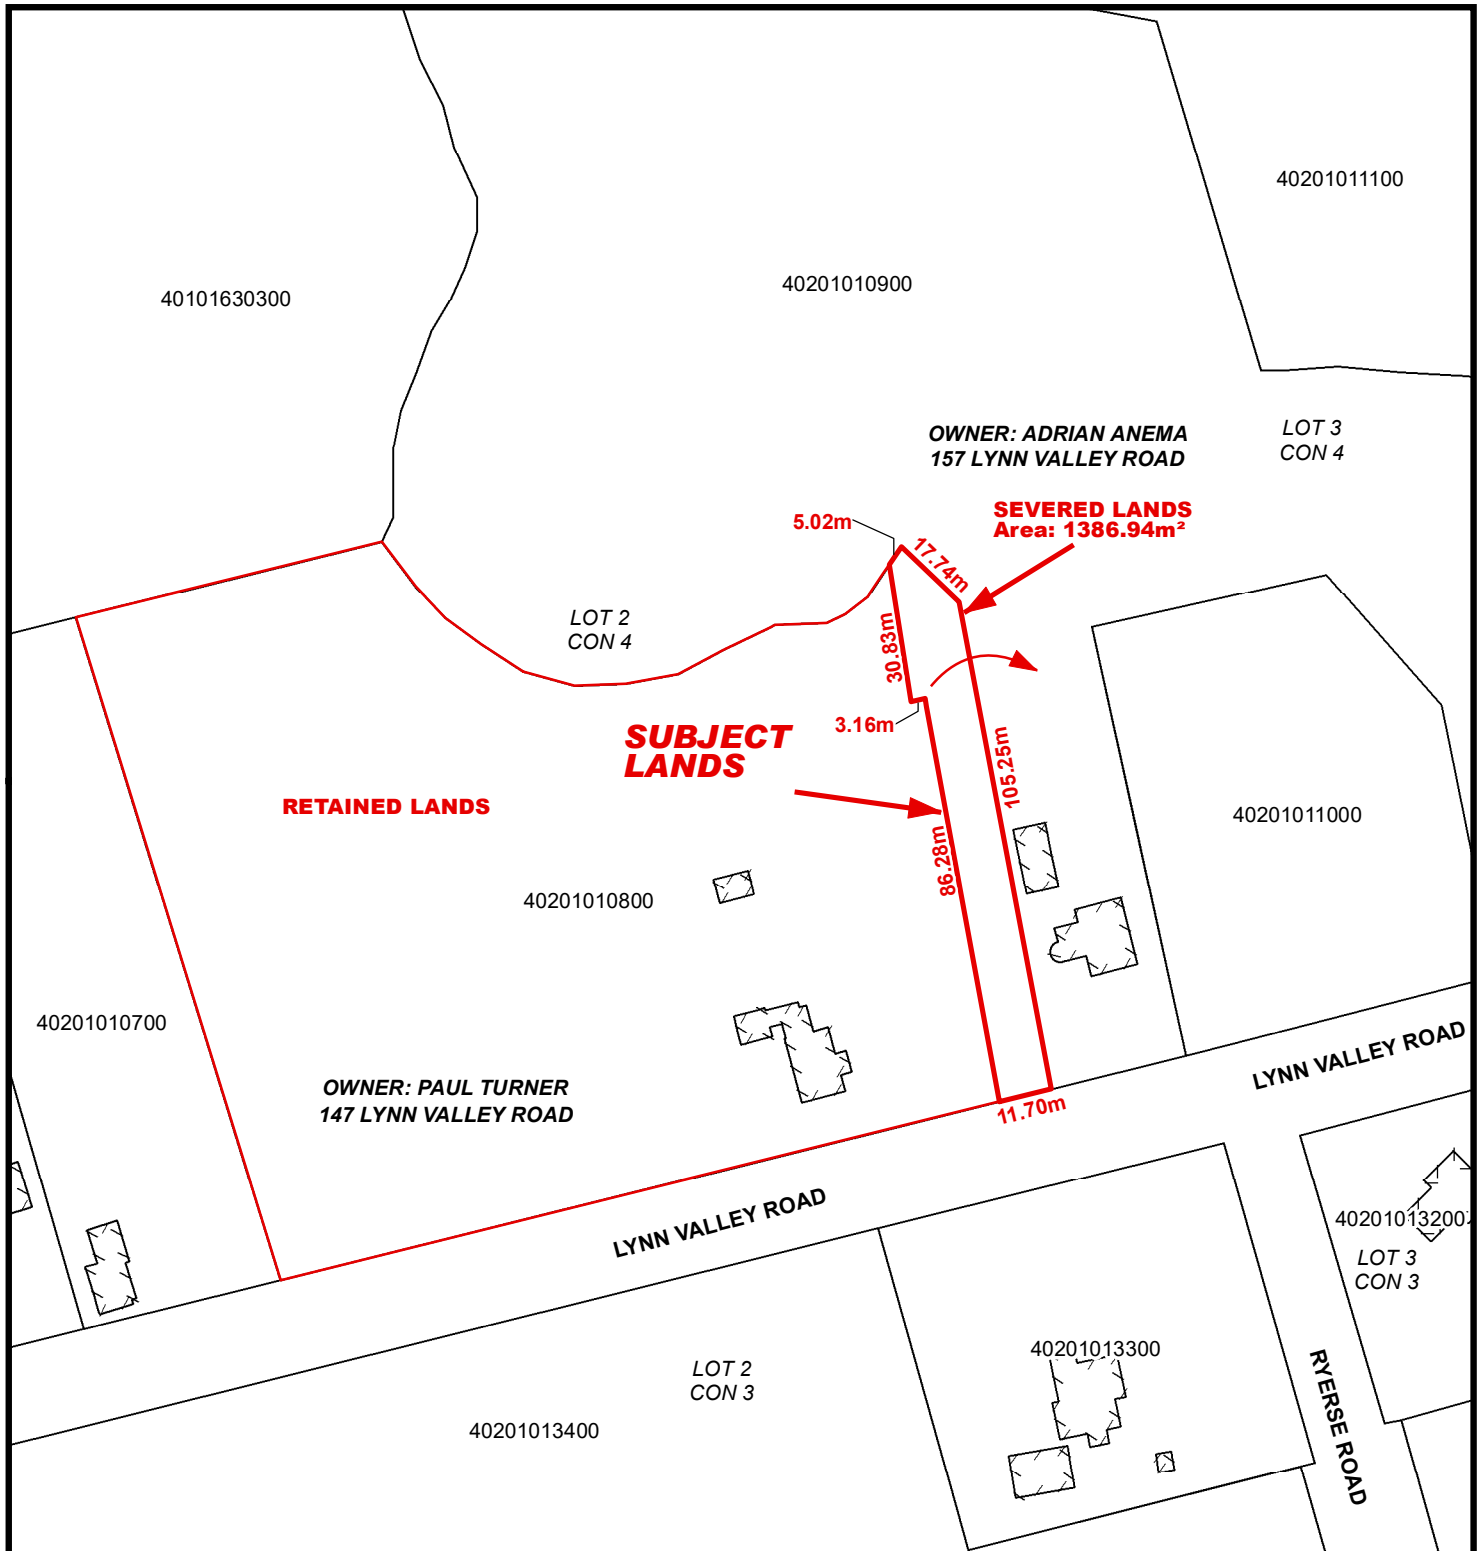 40201011100
40201010900
40101630300
OWNER: ADRIAN ANEMA
157 LYNN VALLEY ROAD
LOT 3
CON 4
SEVERED LANDS
Area: 1386.94m²
5.02m
17.74m
LOT 2
CON 4
30.83m
3.16m
SUBJECT
LANDS
105.25m
RETAINED LANDS
40201011000
86.28m
40201010800
40201010700
LYNN VALLEY ROAD
OWNER: PAUL TURNER
147 LYNN VALLEY ROAD
11.70m
LYNN VALLEY ROAD
40201013200
LOT 3
CON 3
40201013300
LOT 2
CON 3
RYERSE ROAD
40201013400